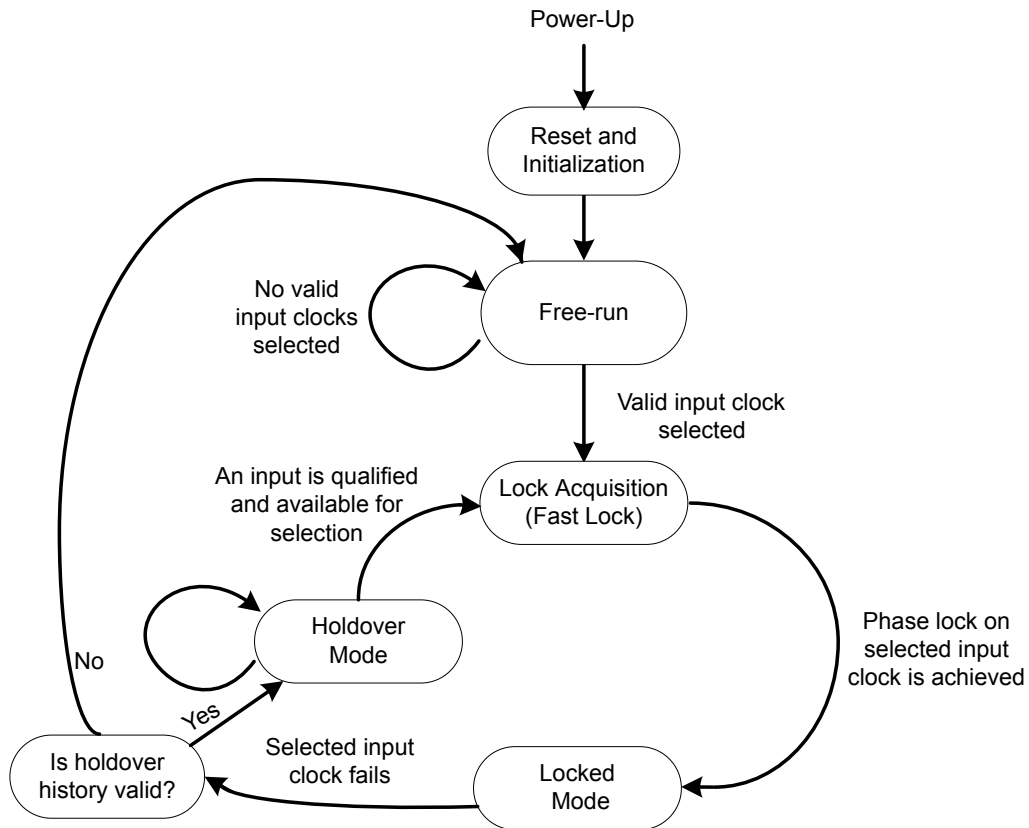 Power-Up
Reset and
Initialization
No valid
input clocks
selected
Free-run
Valid input clock
selected
An input is qualified
and available for
selection
Lock Acquisition
(Fast Lock)
Holdover
Mode
Phase lock on
selected input
clock is achieved
No
Yes
Is holdover
history valid?
Selected input
clock fails
Locked
Mode